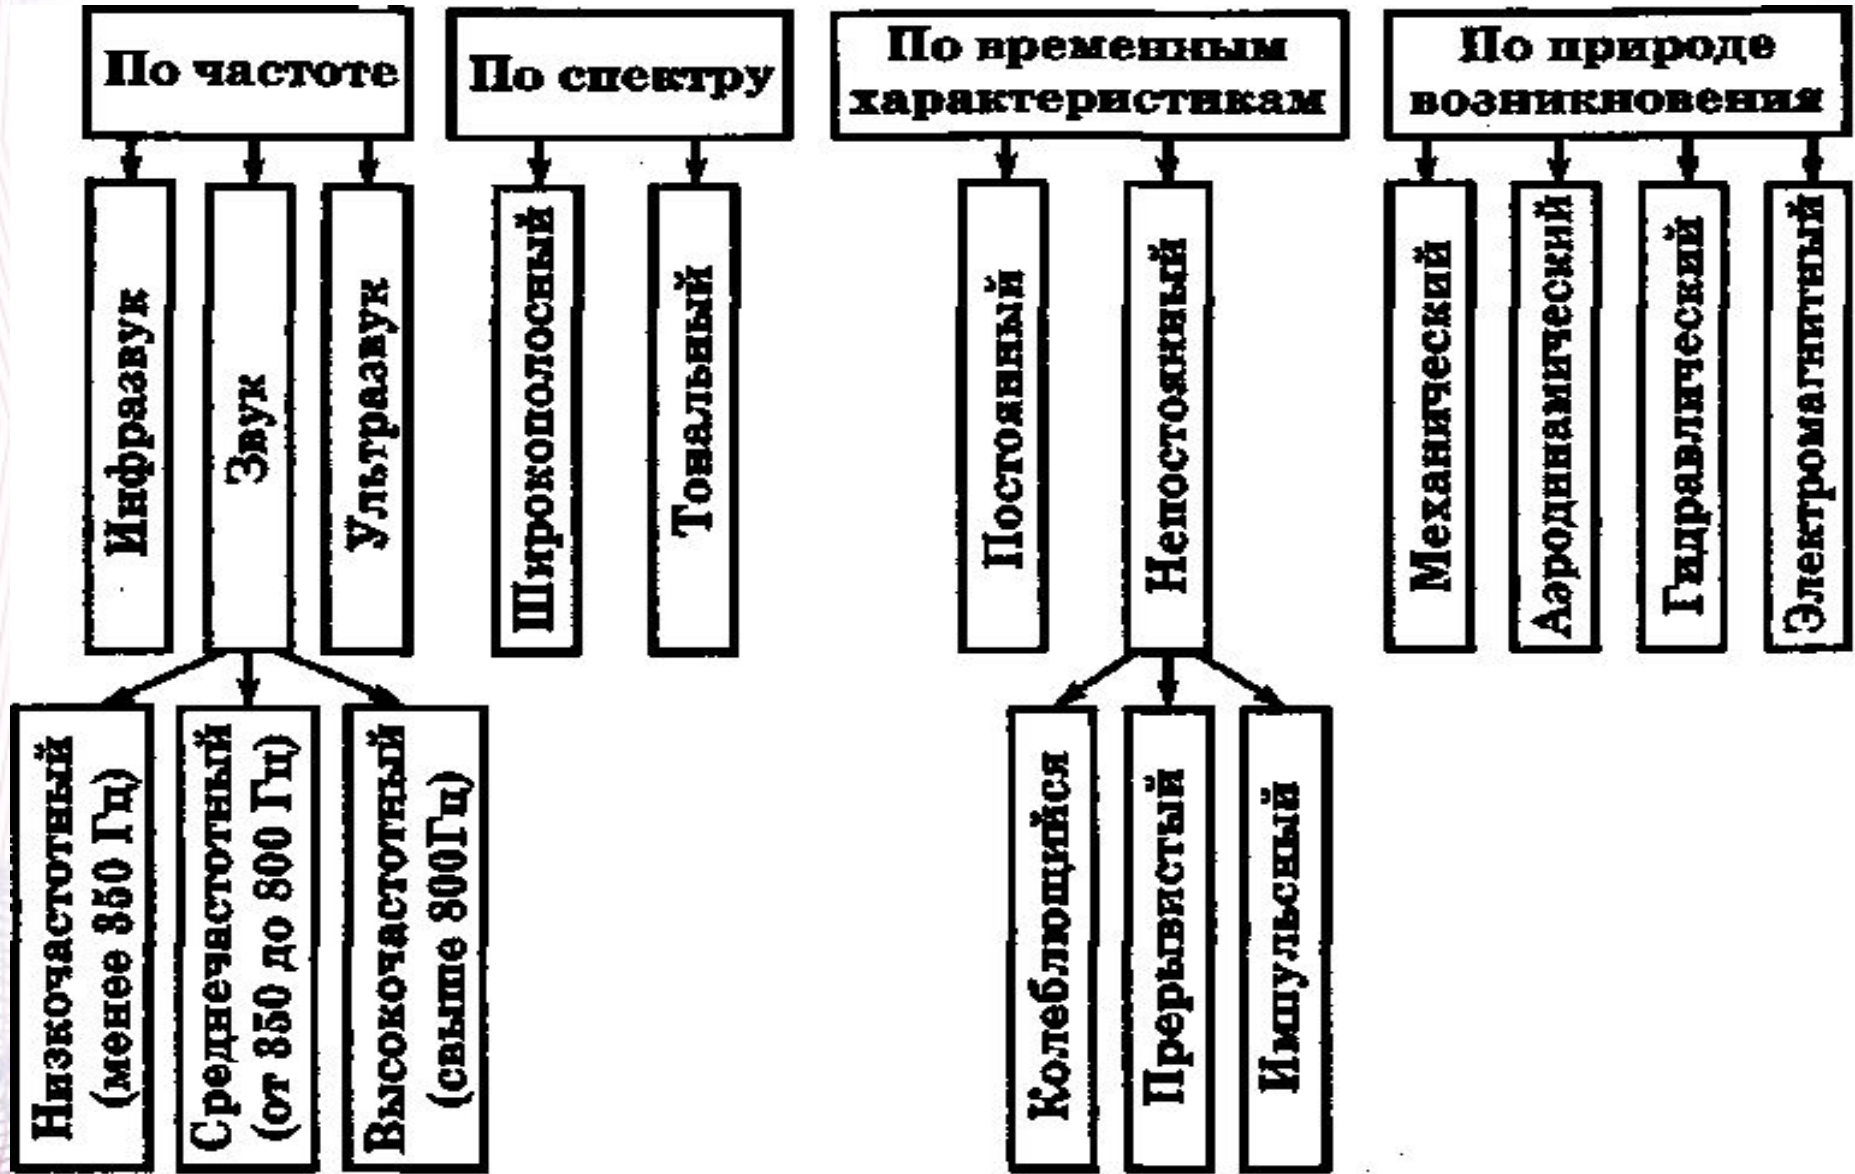 По частоте
По спектру
По временным
характеристикам
По природе
возникновения
Инфразвук
Звук
Ультразвук
Широкополосный
Тональный
Постоянный
Непостоянный
Механический
Аэродинамический
Гидравлический
Электромагнитный
Низкочастотный
(менее 350 Гц)
Среднечастотный
(от 350 до 800 Гц)
Высокочастотный
(свыше 800Гц)
Колеблющийся
Прерывистый
Импульсный